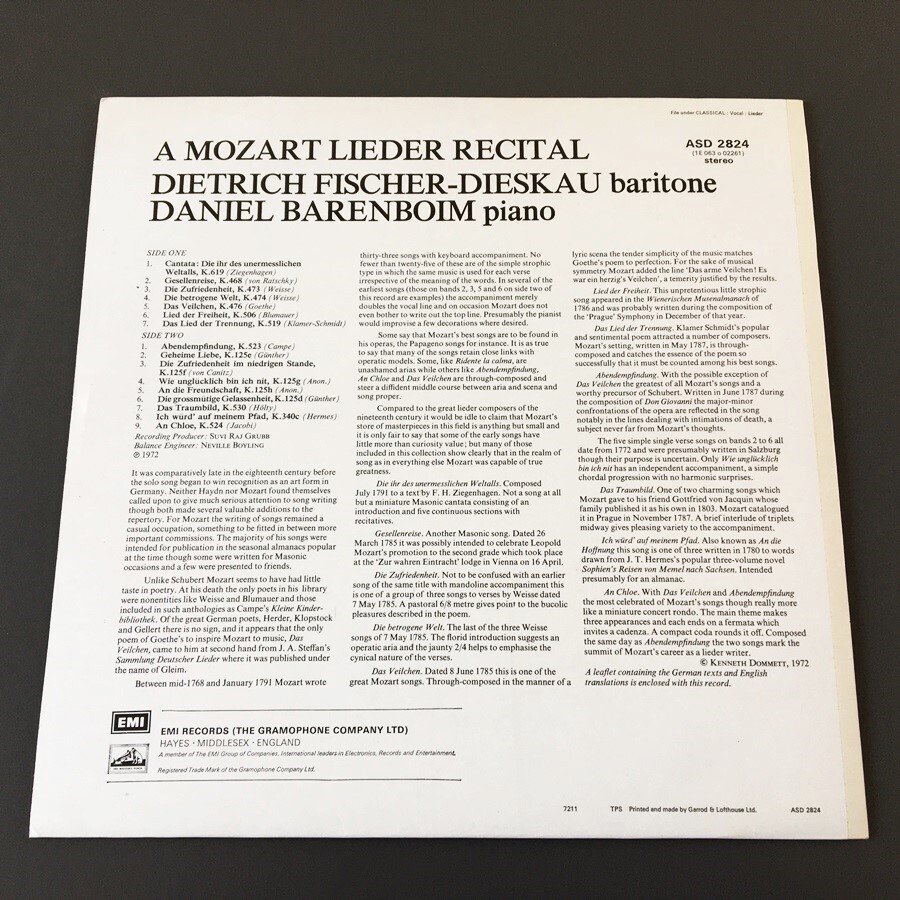 File under CLASSICAL : Vocal : Lieder
A MOZART LIEDER RECITAL
ASD 2824
(1E 063 o 02261)
stereo
DIETRICH FISCHER-DIESKAU baritone
DANIEL BARENBOIM piano
SIDE ONE
1. Cantata: Die ihr des unermesslichen
Weltalls, K.619 (Ziegenhagen)
2. Gesellenreise, K.468 (von Ratschky)
3. Die Zufriedenheit, K.473 (Weisse)
4. Die betrogene Welt, K.474 (Weisse)
5. Das Veilchen, K.476 (Goethe)
6. Lied der Freiheit, K.506 (Blumauer)
7. Das Lied der Trennung, K.519 (Klamer-Schmidt)
SIDE TWO
1. Abendempfindung, K.523 (Campe)
2. Geheime Liebe, K.125e (Günther)
3. Die Zufriedenheit im niedrigen Stande,
K.125f (von Canitz)
4. Wie unglücklich bin ich nit, K.125g (Anon.)
5. An die Freundschaft, K.125h (Anon.)
6. Die grossmütige Gelassenheit, K.125d (Günther)
7. Das Traumbild, K.530 (Hölty)
8. Ich würd' auf meinem Pfad, K.340c (Hermes)
9. An Chloe, K.524 (Jacobi)
Recording Producer: SUVI RAJ GRUBB
Balance Engineer: NEVILLE BOYLING
℗ 1972
It was comparatively late in the eighteenth century before
the solo song began to win recognition as an art form in
Germany. Neither Haydn nor Mozart found themselves
called upon to give much serious attention to song writing
though both made several valuable additions to the
repertory. For Mozart the writing of songs remained a
casual occupation, something to be fitted in between more
important commissions. The majority of his songs were
intended for publication in the seasonal almanacs popular
at the time though some were written for Masonic
occasions and a few were presented to friends.
Unlike Schubert Mozart seems to have had little
taste in poetry. At his death the only poets in his library
were nonentities like Weisse and Blumauer and those
included in such anthologies as Campe's Kleine Kinder-
bibliothek. Of the great German poets, Herder, Klopstock
and Gellert there is no sign, and it appears that the only
poem of Goethe's to inspire Mozart to music, Das
Veilchen, came to him at second hand from J. A. Steffan's
Sammlung Deutscher Lieder where it was published under
the name of Gleim.
Between mid-1768 and January 1791 Mozart wrote
thirty-three songs with keyboard accompaniment. No
fewer than twenty-five of these are of the simple strophic
type in which the same music is used for each verse
irrespective of the meaning of the words. In several of the
earliest songs (those on bands 2, 3, 5 and 6 on side two of
this record are examples) the accompaniment merely
doubles the vocal line and on occasion Mozart does not
even bother to write out the top line. Presumably the pianist
would improvise a few decorations where desired.
Some say that Mozart's best songs are to be found in
his operas, the Papageno songs for instance. It is as true
to say that many of the songs retain close links with
operatic models. Some, like Ridente la calma, are
unashamed arias while others like Abendempfindung,
An Chloe and Das Veilchen are through-composed and
steer a diffident middle course between aria and scena and
song proper.
Compared to the great lieder composers of the
nineteenth century it would be idle to claim that Mozart's
store of masterpieces in this field is anything but small and
it is only fair to say that some of the early songs have
little more than curiosity value; but many of those
included in this collection show clearly that in the realm of
song as in everything else Mozart was capable of true
greatness.
Die ihr des unermesslichen Weltalls. Composed
July 1791 to a text by F. H. Ziegenhagen. Not a song at all
but a miniature Masonic cantata consisting of an
introduction and five continuous sections with
recitatives.
Gesellenreise. Another Masonic song. Dated 26
March 1785 it was possibly intended to celebrate Leopold
Mozart's promotion to the second grade which took place
at the 'Zur wahren Eintracht' lodge in Vienna on 16 April.
Die Zufriedenheit. Not to be confused with an earlier
song of the same title with mandoline accompaniment this
is one of a group of three songs to verses by Weisse dated
7 May 1785. A pastoral 6/8 metre gives point to the bucolic
pleasures described in the poem.
Die betrogene Welt. The last of the three Weisse
songs of 7 May 1785. The florid introduction suggests an
operatic aria and the jaunty 2/4 helps to emphasise the
cynical nature of the verses.
Das Veilchen. Dated 8 June 1785 this is one of the
great Mozart songs. Through-composed in the manner of a
lyric scena the tender simplicity of the music matches
Goethe's poem to perfection. For the sake of musical
symmetry Mozart added the line 'Das arme Veilchen! Es
war ein herzig's Veilchen', a typically personal touch.
Lied der Freiheit. This unpretentious little strophic
song appeared in the Wienerischen Musenalmanach of
1786 and was probably written during the composition of
the 'Prague' Symphony in December of that year.
Das Lied der Trennung. Klamer Schmidt's popular
and sentimental poem attracted a number of composers.
Mozart's setting, written in May 1787, is through-
composed and catches the essence of the poem so
successfully that it must be counted among his best songs.
Abendempfindung. With the possible exception of
Das Veilchen the greatest of all Mozart's songs and a
worthy precursor of Schubert. Written in June 1787 during
the composition of Don Giovanni the major-minor
confrontations of the opera are reflected in the song
notably in the lines dealing with intimations of death, a
subject never far from Mozart's thoughts.
The five simple single verse songs on bands 2 to 6 all
date from 1772 and were presumably written in Salzburg
though their purpose is uncertain. Only Wie unglücklich
bin ich nit has an independent accompaniment, a simple
chordal progression with no harmonic surprises.
Das Traumbild. One of two charming songs which
Mozart gave to his friend Gottfried von Jacquin whose
family published it as his own in 1803. Mozart catalogued
it in Prague in November 1787. A brief interlude of triplets
midway gives pleasing variety to the accompaniment.
Ich würd' auf meinem Pfad. Also known as An die
Hoffnung this song is one of three written in 1780 to words
drawn from J. T. Hermes's popular three-volume novel
Sophien's Reisen von Memel nach Sachsen. Intended
presumably for an almanac.
An Chloe. With Das Veilchen and Abendempfindung
the most celebrated of Mozart's songs though really more
like a miniature concert rondo. The main theme makes
three appearances and each ends on a fermata which
invites a cadenza. A compact coda rounds it off. Composed
the same day as Abendempfindung the two songs mark the
summit of Mozart's career as a lieder writer.
© KENNETH DOMMETT, 1972
A leaflet containing the German texts and English
translations is enclosed with this record.
EMI
EMI RECORDS (THE GRAMOPHONE COMPANY LTD)
HAYES · MIDDLESEX · ENGLAND
A member of The EMI Group of Companies. International leaders in Electronics, Records and Entertainment.
Registered Trade Mark of the Gramophone Company Ltd.
7211 TPS Printed and made by Garrod & Lofthouse Ltd. ASD 2824